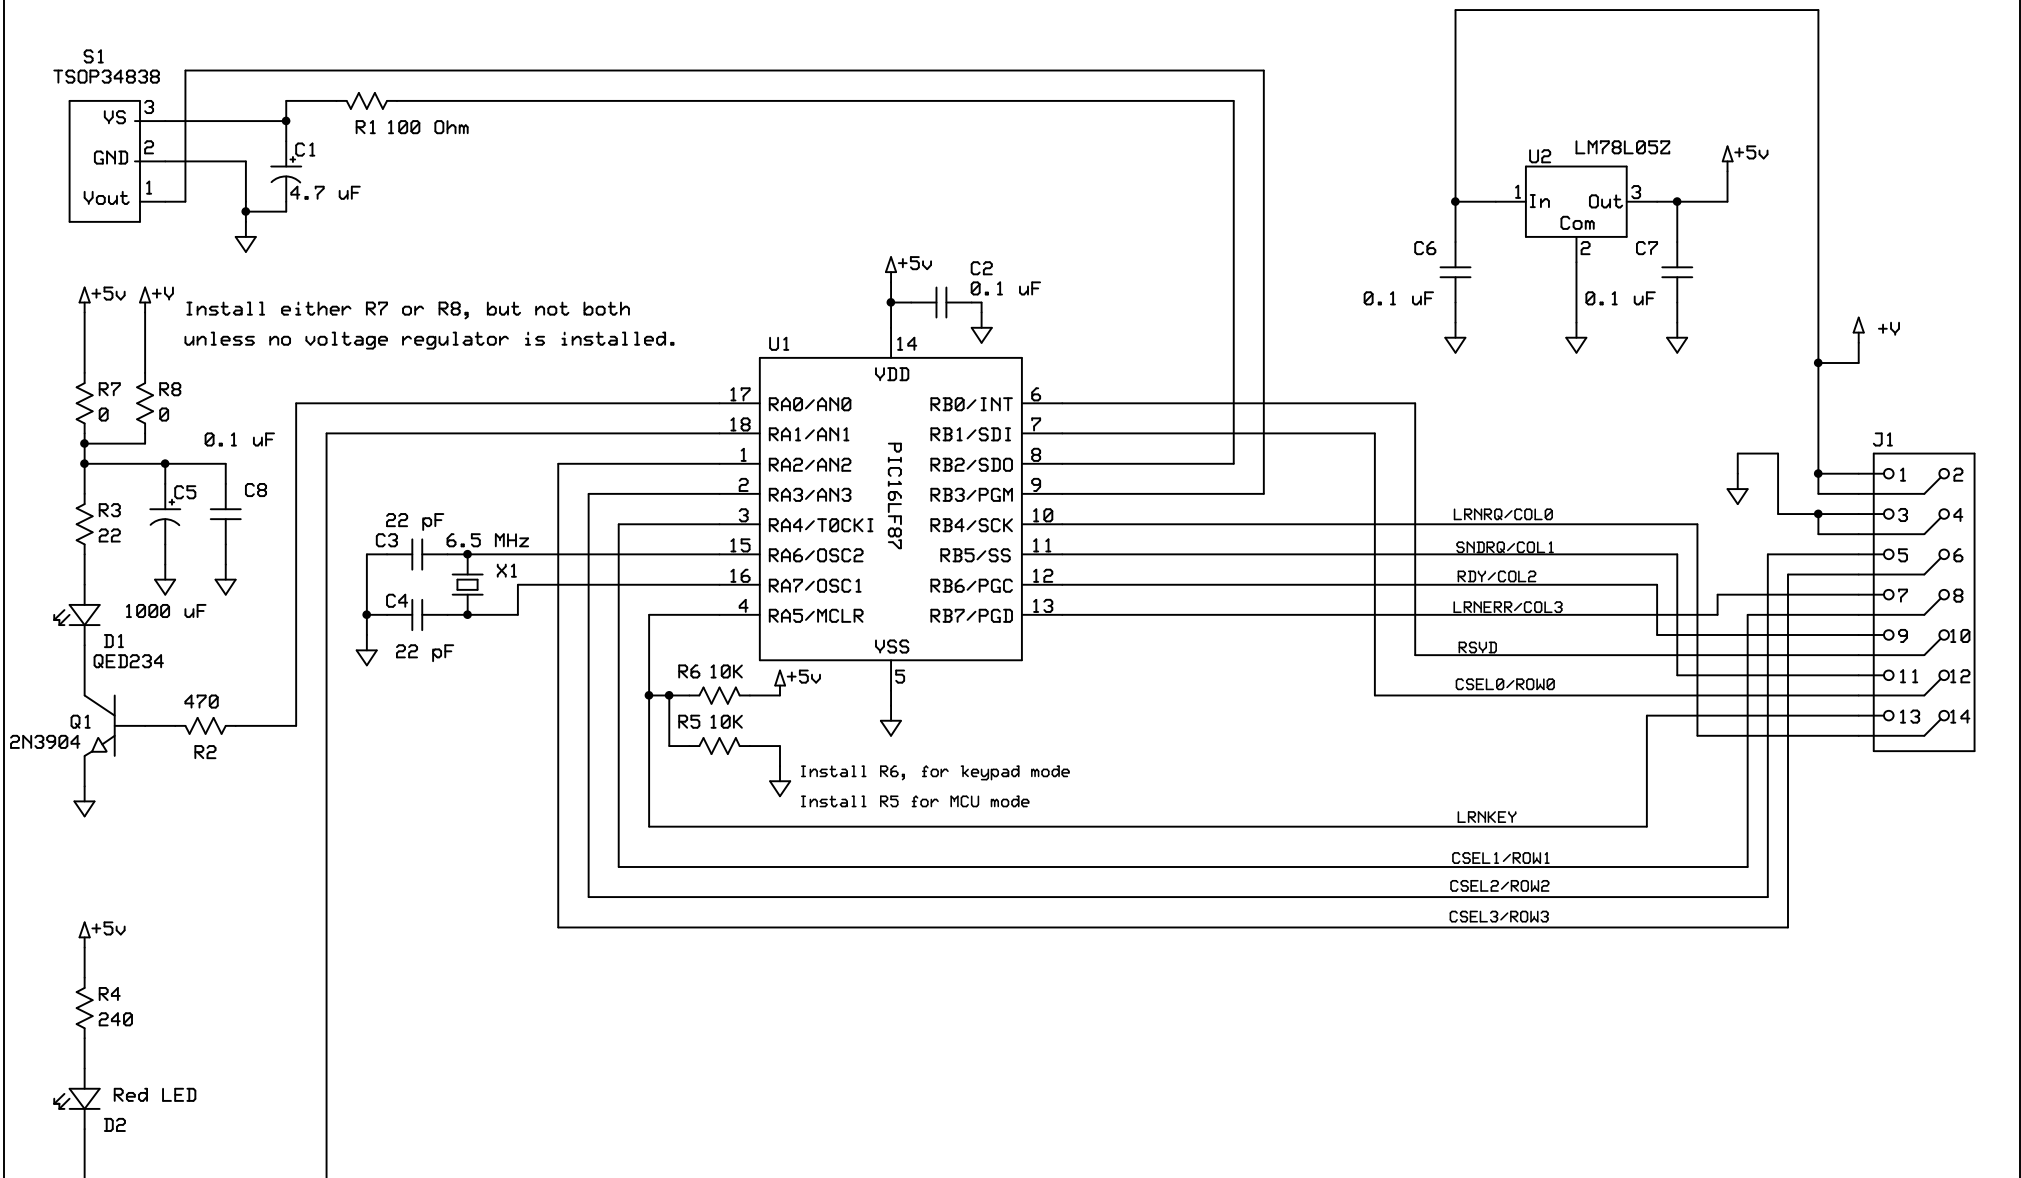 S1
TSOP34838
VS
3
GND
2
Vout
1
C1
+
4.7 uF
R1 100 Ohm
U2
LM78L05Z
+5v
1
In
Out
3
Com
2
C6
0.1 uF
C7
0.1 uF
+V
+5v
+V
Install either R7 or R8, but not both
unless no voltage regulator is installed.
R7
0
R8
0
0.1 uF
R3
22
+
C5
C8
1000 uF
D1
QED234
470
R2
Q1
2N3904
+5v
R4
240
Red LED
D2
+5v
C2
0.1 uF
U1
14
VDD
PIC16LF87
17
RA0/AN0
18
RA1/AN1
1
RA2/AN2
2
RA3/AN3
3
RA4/T0CKI
15
RA6/OSC2
16
RA7/OSC1
4
RA5/MCLR
RB0/INT
6
RB1/SDI
7
RB2/SDO
8
RB3/PGM
9
RB4/SCK
10
RB5/SS
11
RB6/PGC
12
RB7/PGD
13
VSS
5
22 pF
C3
6.5 MHz
X1
C4
22 pF
R6 10K
+5v
R5 10K
Install R6, for keypad mode
Install R5 for MCU mode
LRNRQ/COL0
SNDRQ/COL1
RDY/COL2
LRNERR/COL3
RSVD
CSEL0/ROW0
LRNKEY
CSEL1/ROW1
CSEL2/ROW2
CSEL3/ROW3
J1
1 2
3 4
5 6
7 8
9 10
11 12
13 14